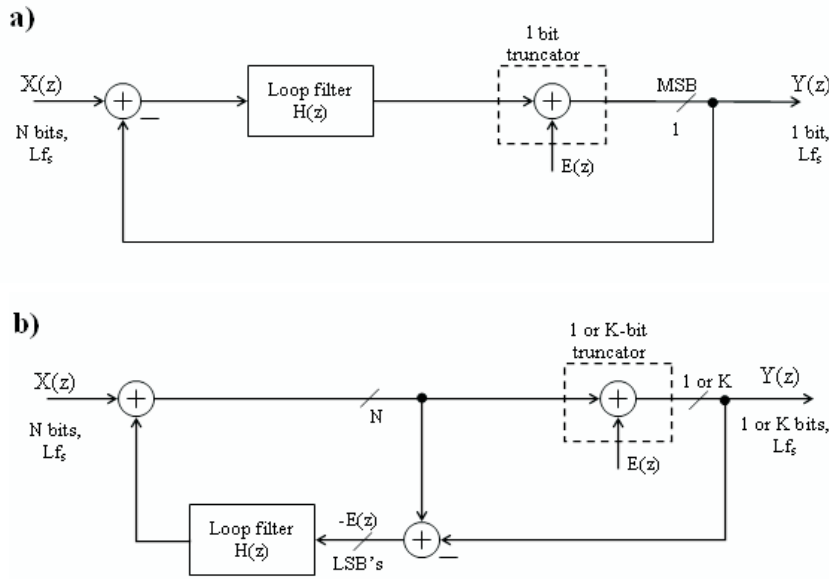 a)
1 bit
truncator
X(z)
Loop filter
H(z)
MSB
Y(z)
N bits,
Lfs
1
1 bit,
Lfs
E(z)
b)
1 or K-bit
truncator
X(z)
1 or K
Y(z)
N bits,
Lfs
N
1 or K bits,
Lfs
E(z)
Loop filter
H(z)
-E(z)
LSB's